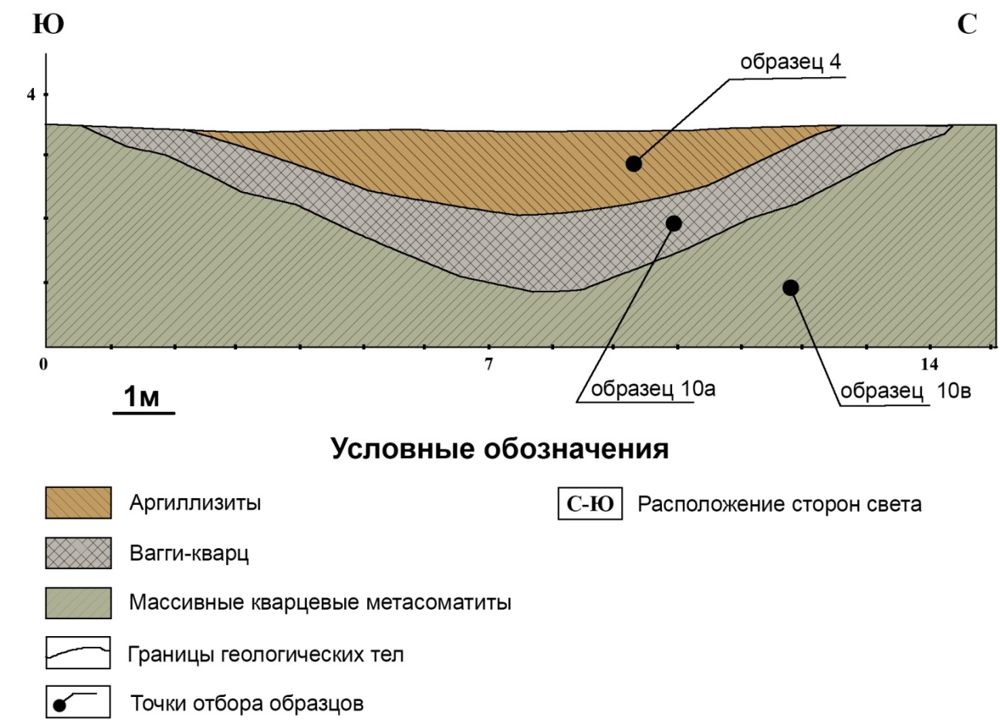 Ю
С
образец 4
4
0
7
14
образец 10а
образец 10в
1м
Условные обозначения
Аргиллизиты
С-Ю Расположение сторон света
Вагги-кварц
Массивные кварцевые метасоматиты
Границы геологических тел
Точки отбора образцов